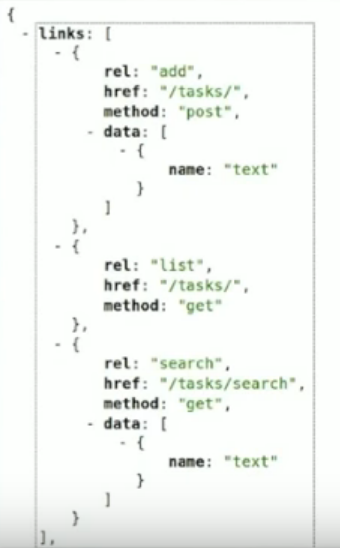 {
- links: [
- {
rel: "add",
href: "/tasks/",
method: "post",
- data: [
- {
name: "text"
}
]
},
- {
rel: "list",
href: "/tasks/",
method: "get"
},
- {
rel: "search",
href: "/tasks/search",
method: "get",
- data: [
- {
name: "text"
}
]
}
],